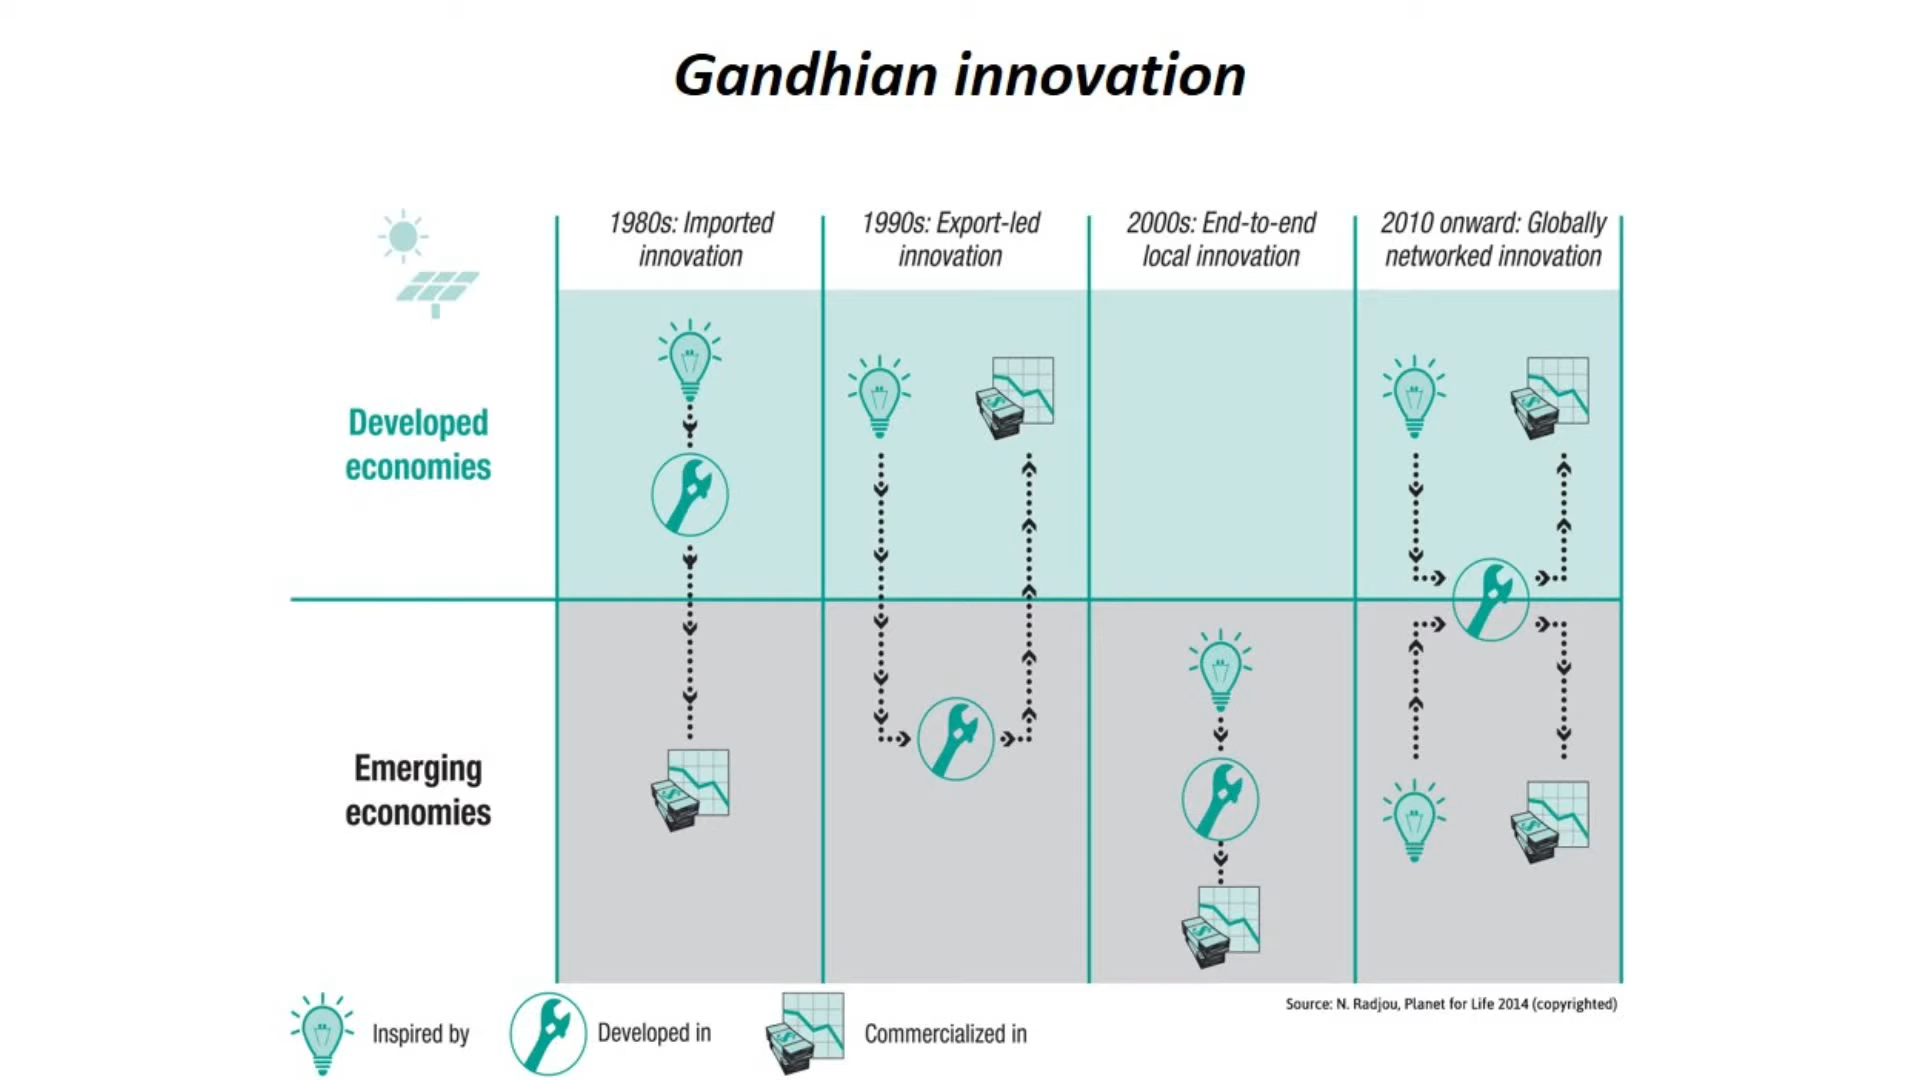 Gandhian innovation
1980s: Imported
innovation
1990s: Export-led
innovation
2000s: End-to-end
local innovation
2010 onward: Globally
networked innovation
Developed
economies
Emerging
economies
Source: N. Radjou, Planet for Life 2014 (copyrighted)
Inspired by
Developed in
Commercialized in